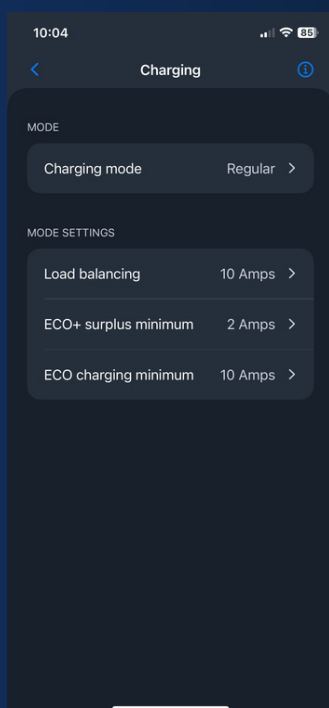 10:04
85
Charging
MODE
Charging mode Regular
MODE SETTINGS
Load balancing 10 Amps
ECO+ surplus minimum 2 Amps
ECO charging minimum 10 Amps